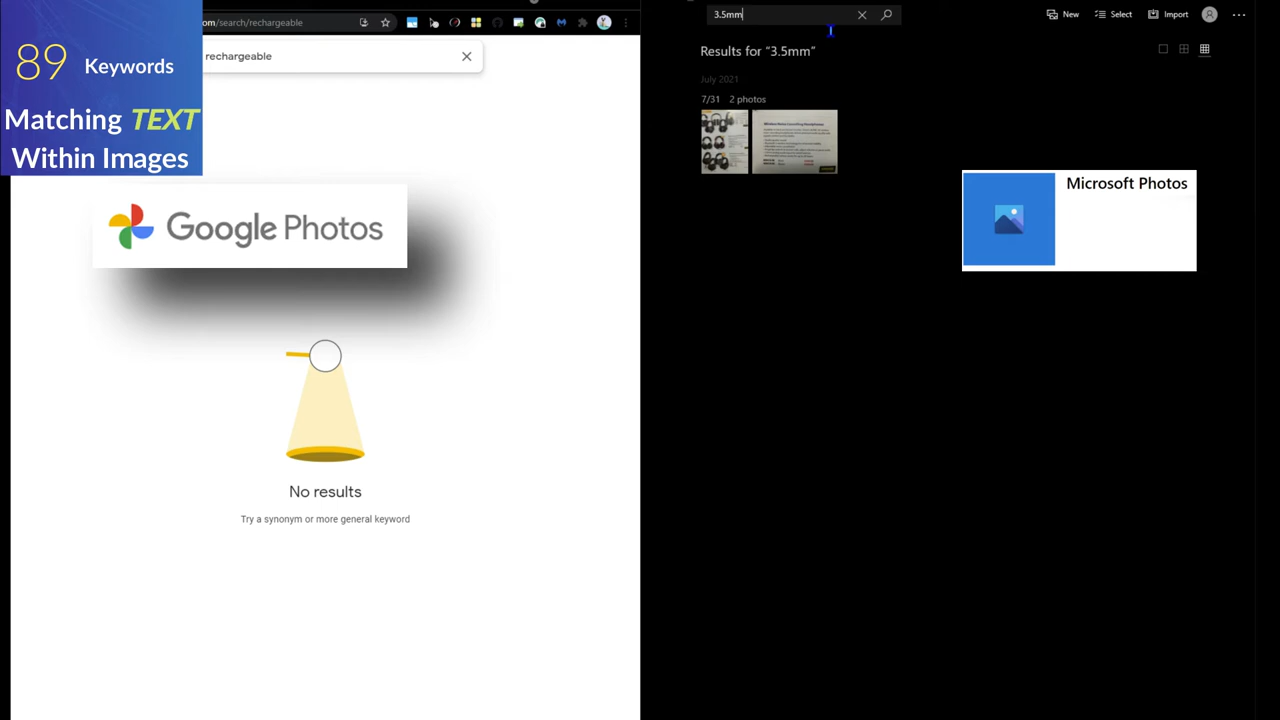 89 Keywords
Matching TEXT
Within Images
om/search/rechargeable
rechargeable
Google Photos
No results
Try a synonym or more general keyword
3.5mm
New
Select
Import
Results for “3.5mm”
July 2021
7/31 2 photos
Microsoft Photos